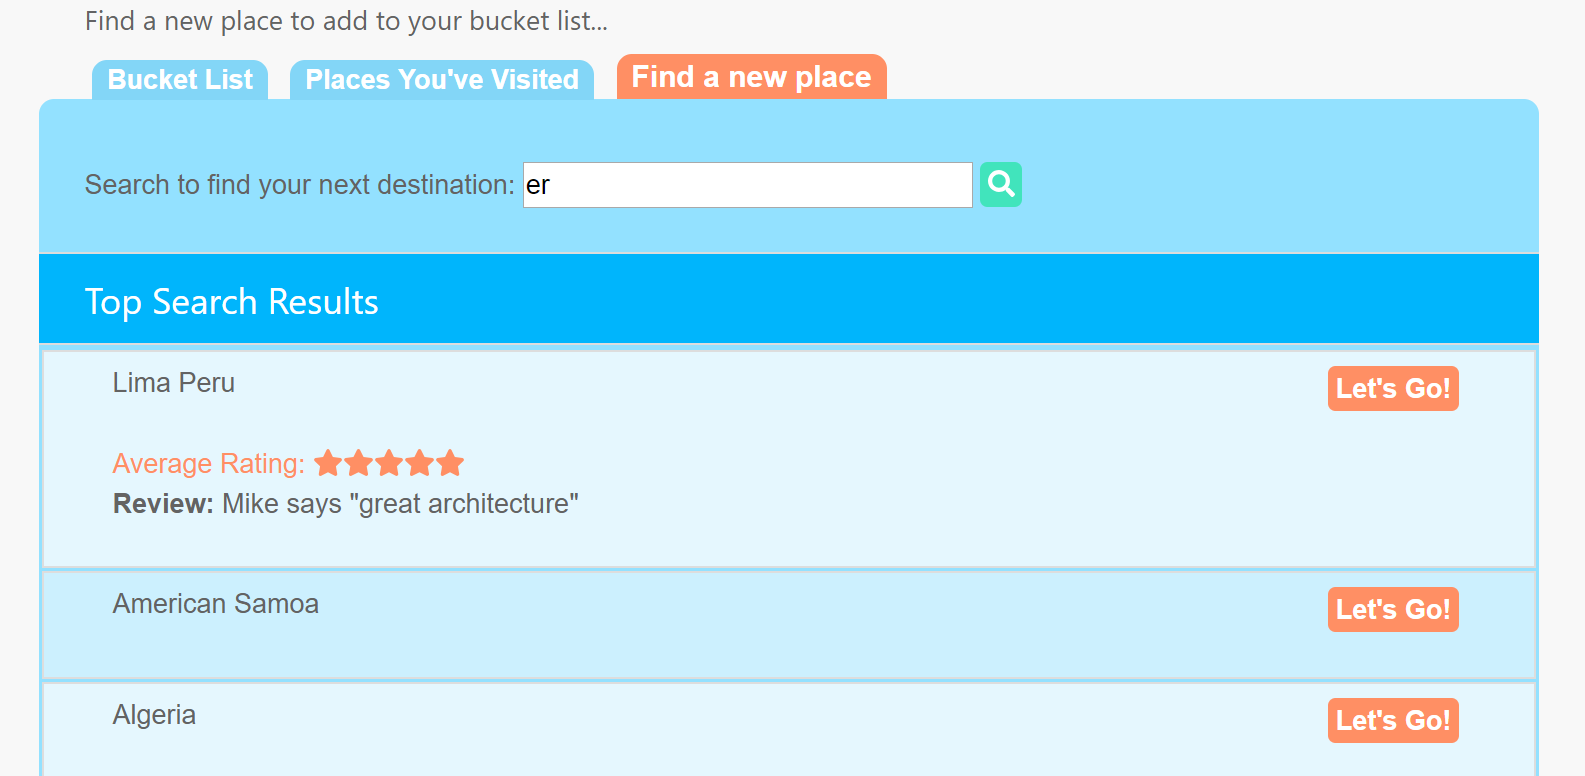 Find a new place to add to your bucket list...
Bucket List Places You've Visited Find a new place
Search to find your next destination: er
Top Search Results
Lima Peru Let's Go!
Average Rating:
Review: Mike says "great architecture"
American Samoa Let's Go!
Algeria Let's Go!